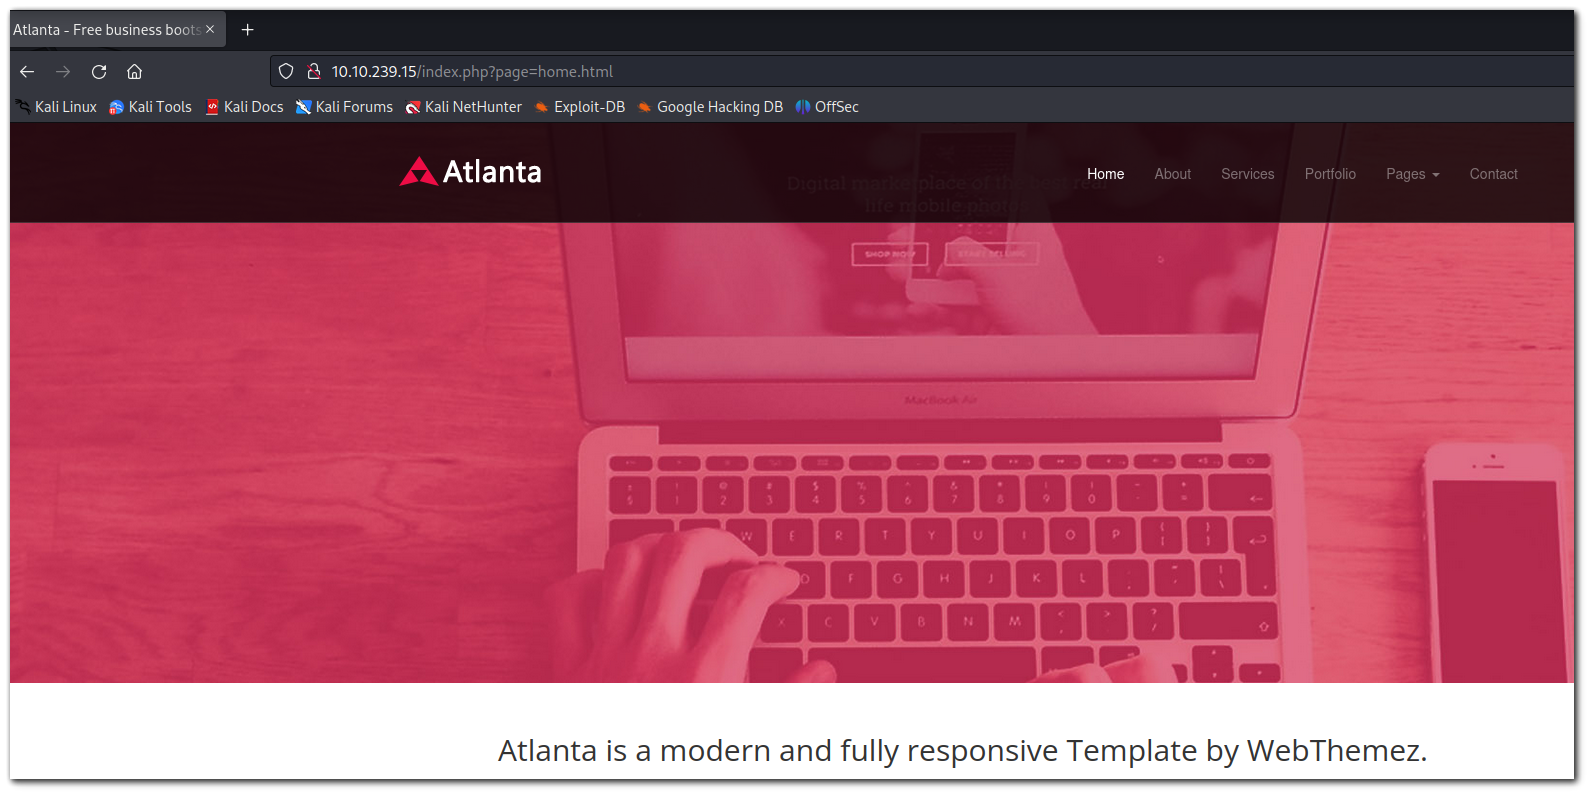 Atlanta - Free business boots
10.10.239.15/index.php?page=home.html
Kali Linux Kali Tools Kali Docs Kali Forums Kali NetHunter Exploit-DB Google Hacking DB OffSec
Atlanta
Home About Services Portfolio Pages Contact
Digital marketplace of the best real
life mobile photos
SHOP NOW START SELLING
MacBook Air
W E R T Y U I O P
D F G H J K L
X C V B N M
Atlanta is a modern and fully responsive Template by WebThemez.